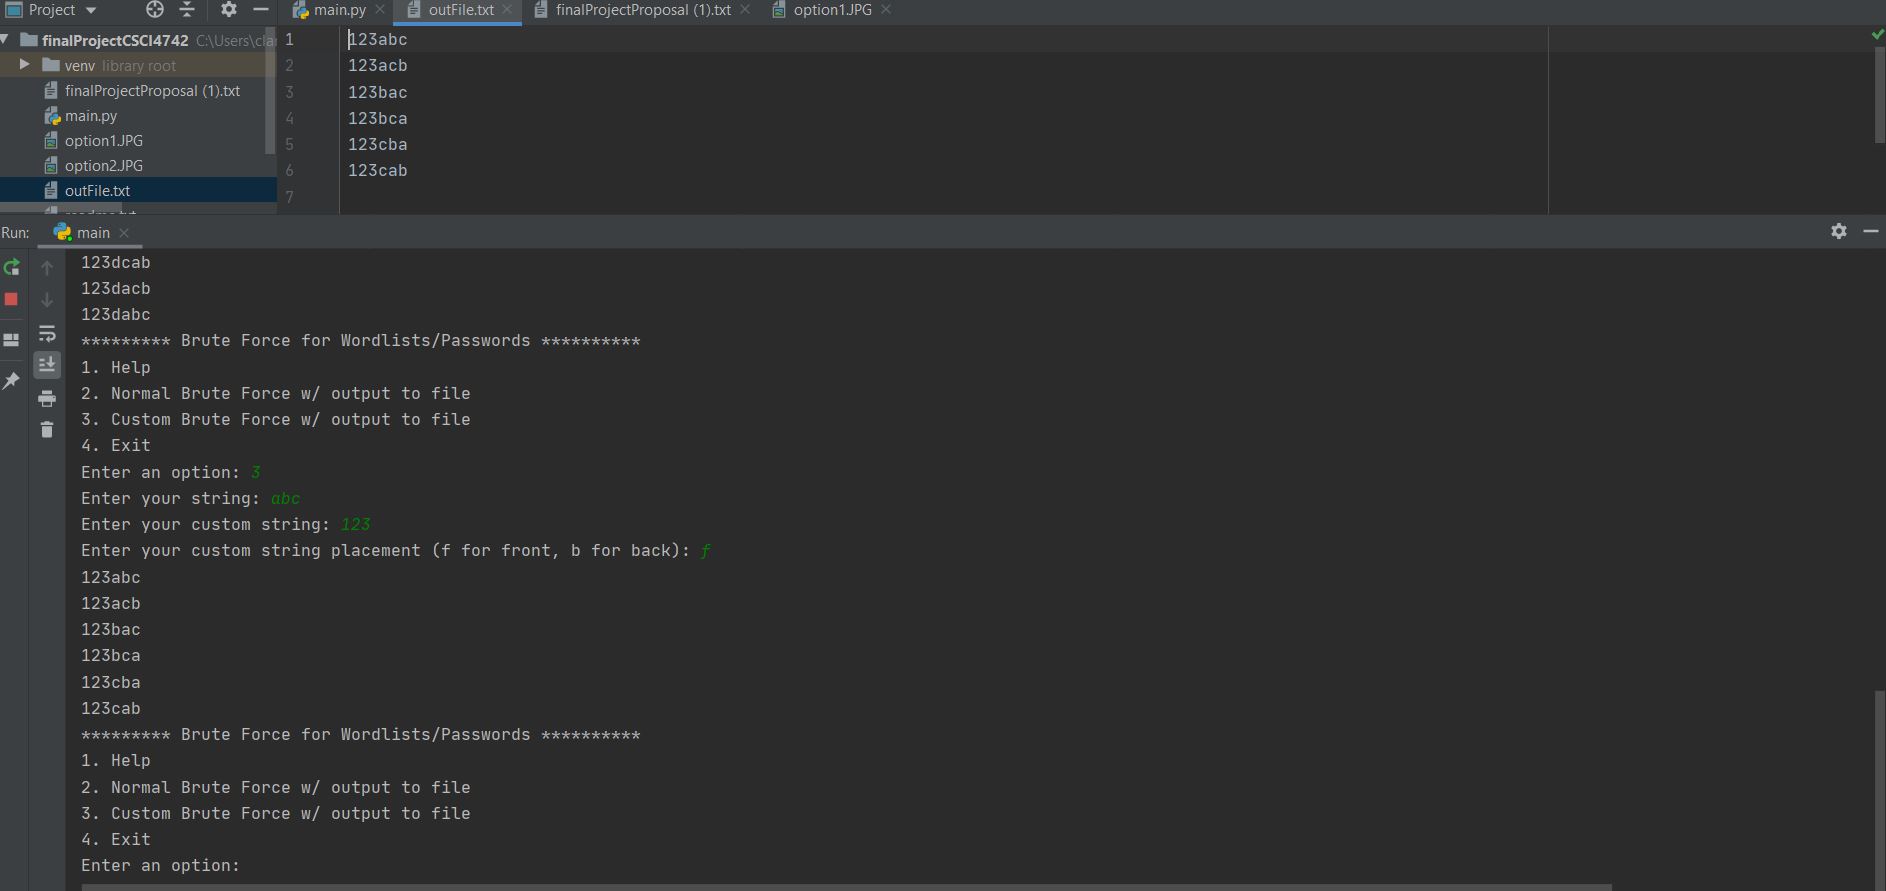 Project
main.py
outFile.txt
finalProjectProposal (1).txt
option1.JPG
finalProjectCSCI4742 C:\Users\cla
venv library root
finalProjectProposal (1).txt
main.py
option1.JPG
option2.JPG
outFile.txt
1 123abc
2 123acb
3 123bac
4 123bca
5 123cba
6 123cab
7
Run: main
123dcab
123dacb
123dabc
********* Brute Force for Wordlists/Passwords **********
1. Help
2. Normal Brute Force w/ output to file
3. Custom Brute Force w/ output to file
4. Exit
Enter an option: 3
Enter your string: abc
Enter your custom string: 123
Enter your custom string placement (f for front, b for back): f
123abc
123acb
123bac
123bca
123cba
123cab
********* Brute Force for Wordlists/Passwords **********
1. Help
2. Normal Brute Force w/ output to file
3. Custom Brute Force w/ output to file
4. Exit
Enter an option: